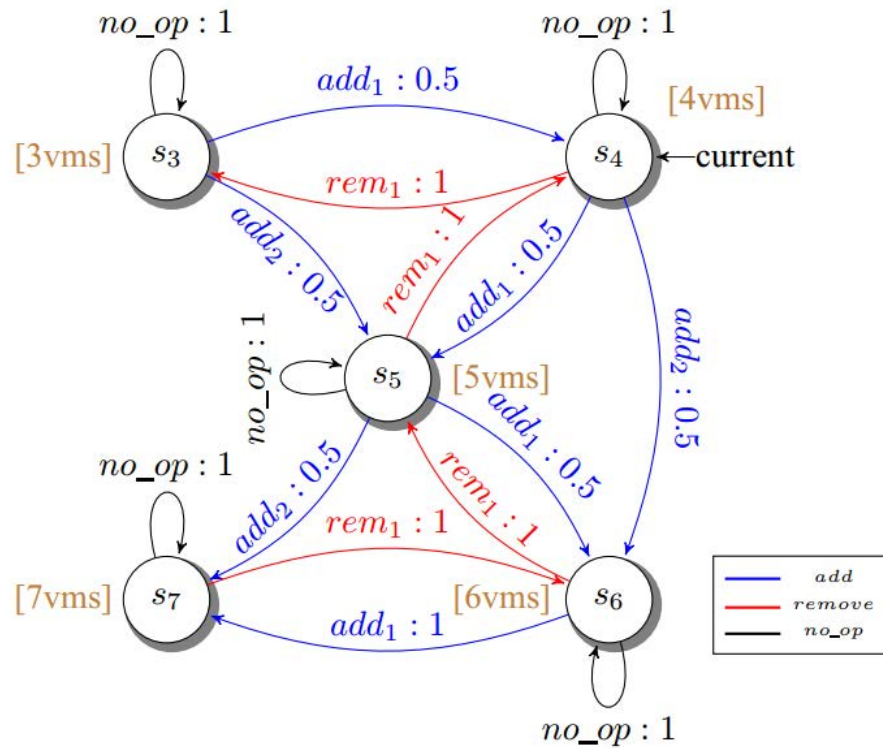 no_op : 1
no_op : 1
add₁ : 0.5
[4vms]
[3vms]
s₃
s₄
current
rem₁ : 1
add₂ : 0.5
rem₁ : 1
add₁ : 0.5
add₂ : 0.5
no_op : 1
s₅
[5vms]
add₁ : 0.5
no_op : 1
add₂ : 0.5
rem₁ : 1
rem₁ : 1
[7vms]
s₇
[6vms]
s₆
add₁ : 1
no_op : 1
add
remove
no_op